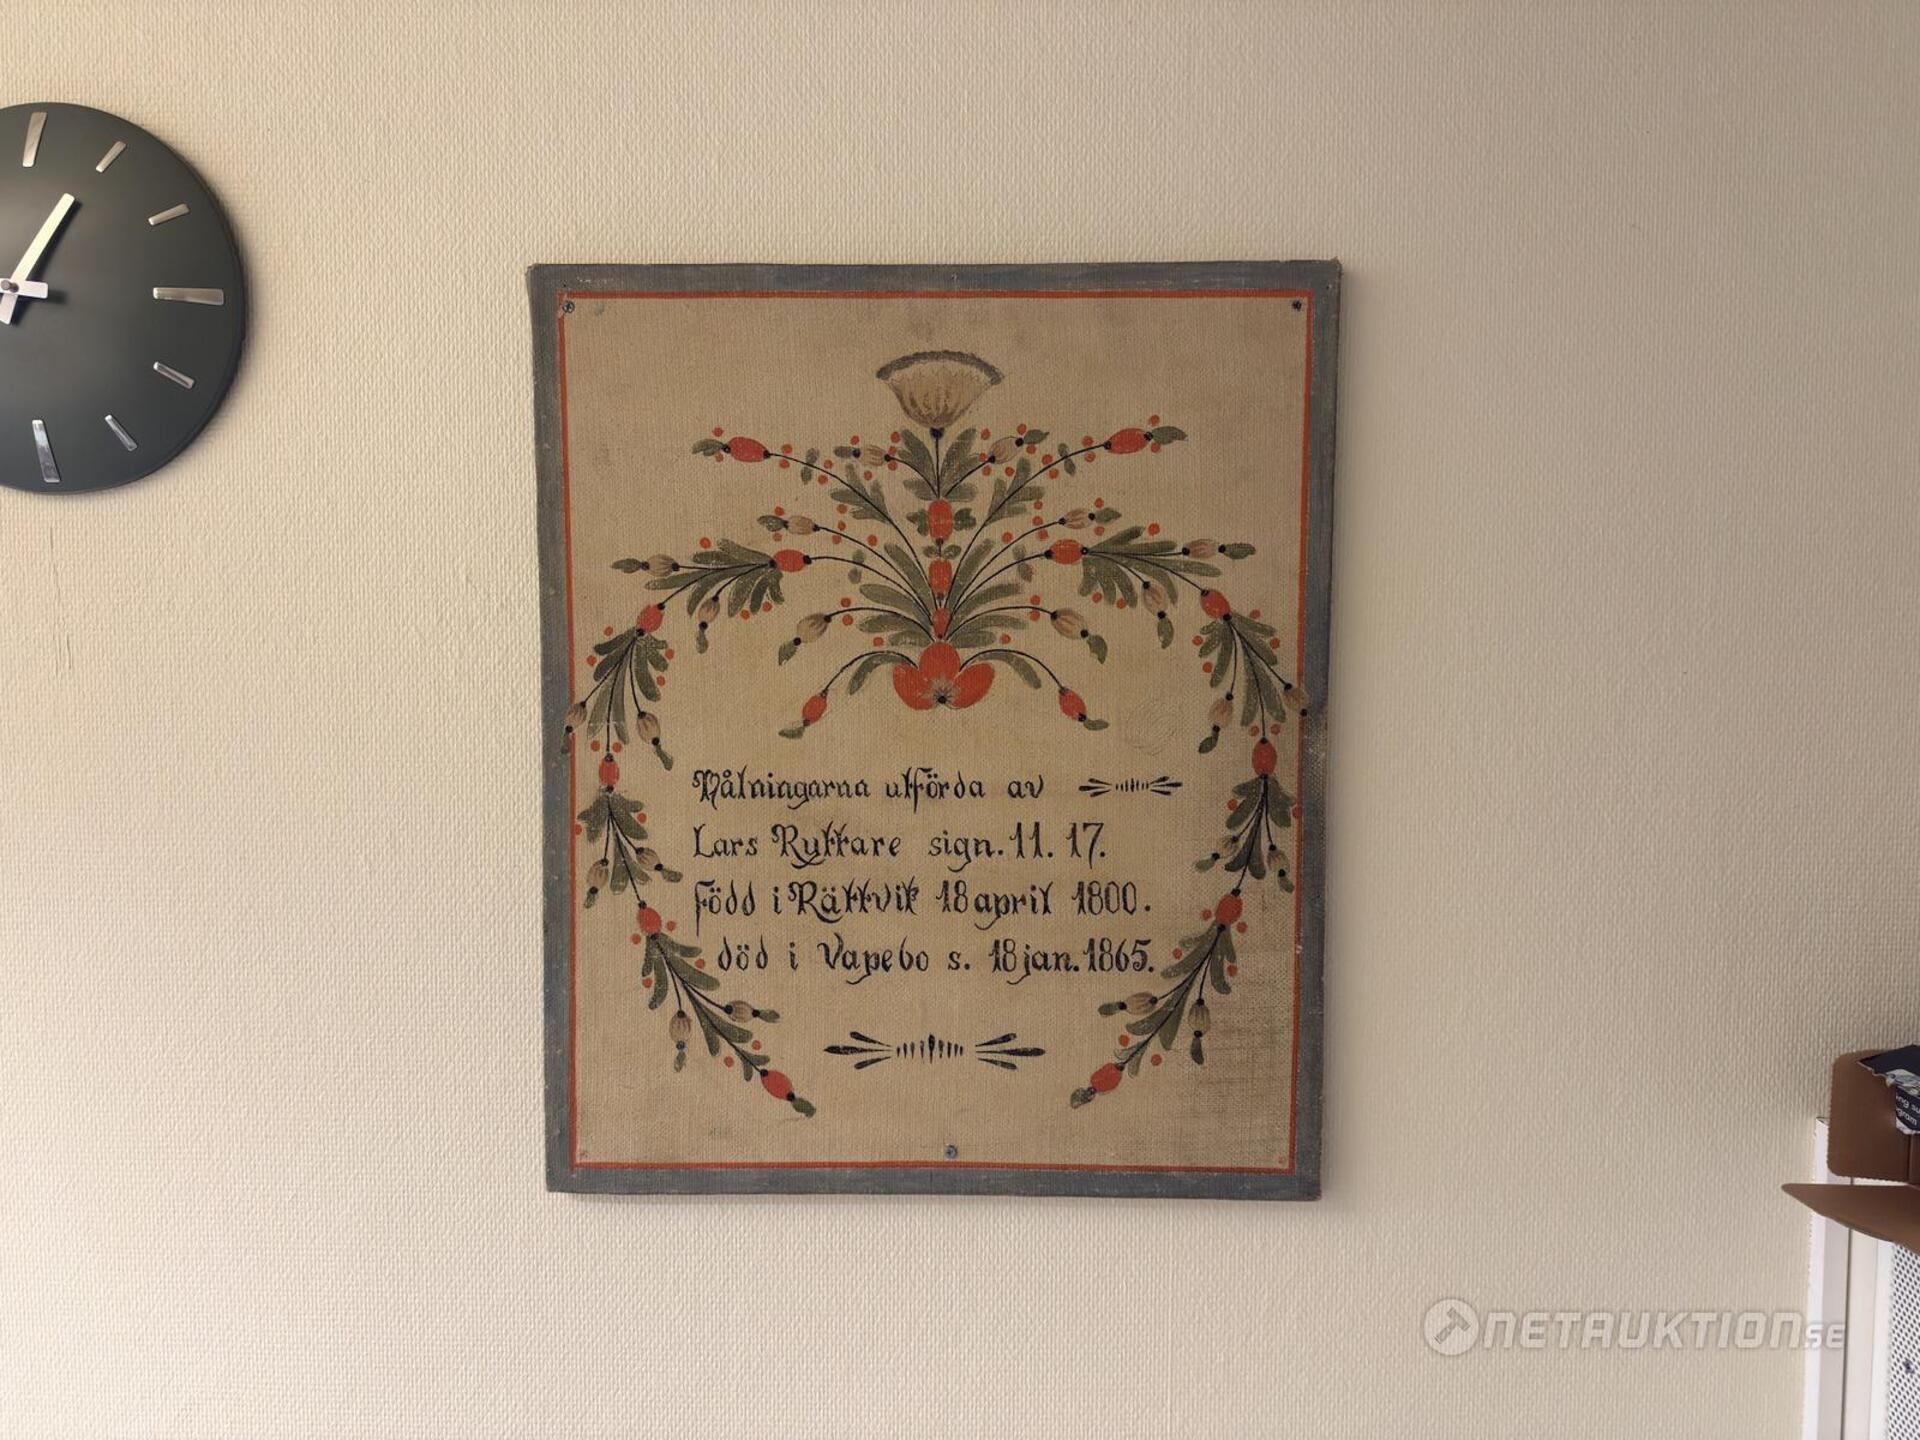 Målningarna utförda av
Lars Ryttare sign. 11. 17.
född i Rättvik 18 april 1800.
död i Vapebo s. 18 jan. 1865.
NETAUKTION.SE